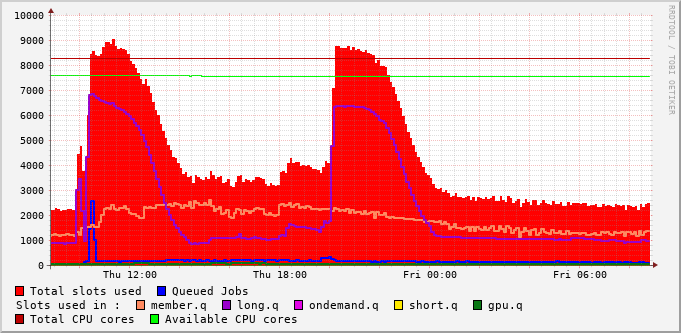 10000
9000
8000
7000
6000
5000
4000
3000
2000
1000
0
Thu 12:00 Thu 18:00 Fri 00:00 Fri 06:00
RRDTOOL / TOBI OETIKER
Total slots used Queued Jobs
Slots used in : member.q long.q ondemand.q short.q gpu.q
Total CPU cores Available CPU cores